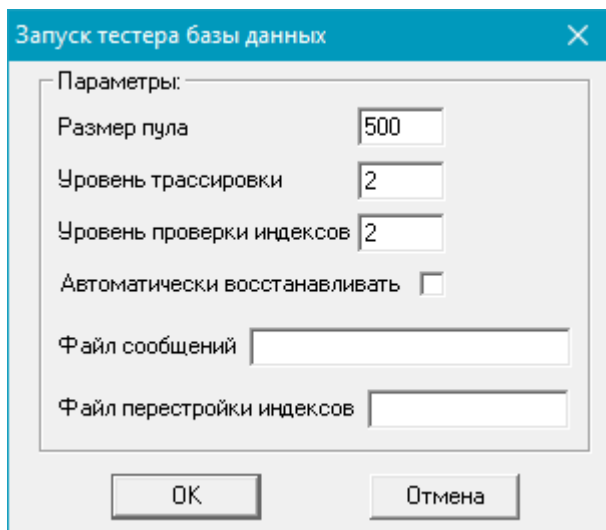 Запуск тестера базы данных
Параметры:
Размер пула 500
Уровень трассировки 2
Уровень проверки индексов 2
Автоматически восстанавливать
Файл сообщений
Файл перестройки индексов
OK Отмена